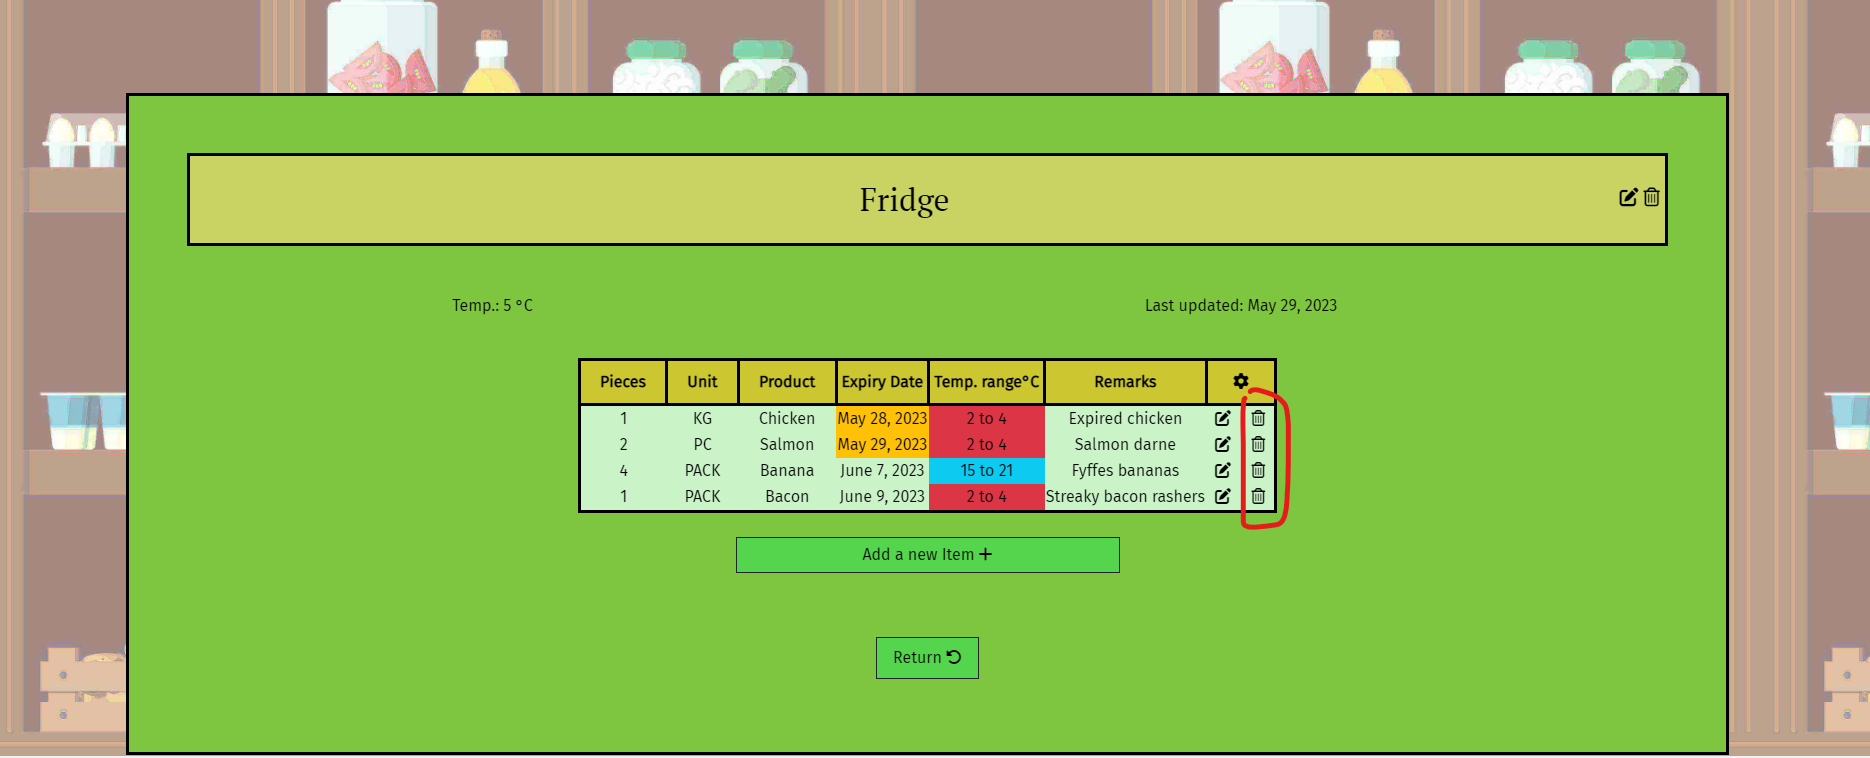 Fridge
Temp.: 5 °C
Last updated: May 29, 2023
Pieces Unit Product Expiry Date Temp. range°C Remarks
1 KG Chicken May 28, 2023 2 to 4 Expired chicken
2 PC Salmon May 29, 2023 2 to 4 Salmon darne
4 PACK Banana June 7, 2023 15 to 21 Fyffes bananas
1 PACK Bacon June 9, 2023 2 to 4 Streaky bacon rashers
Add a new Item +
Return